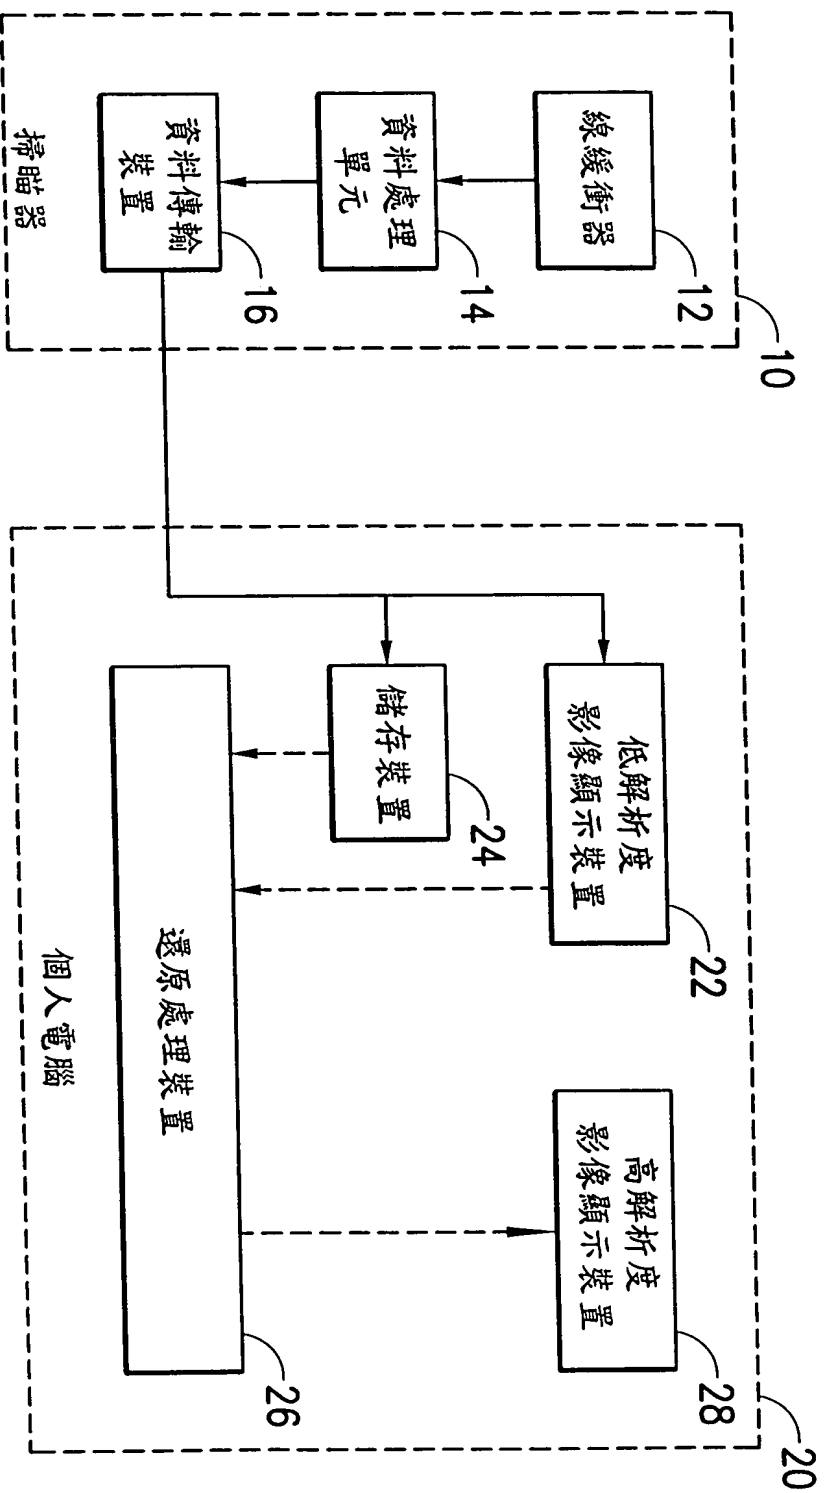 10
線緩衝器
12
資料處理
單元
14
資料傳輸
裝置
16
掃瞄器
20
低解析度
影像顯示裝置
22
儲存裝置
24
高解析度
影像顯示裝置
28
還原處理裝置
26
個人電腦